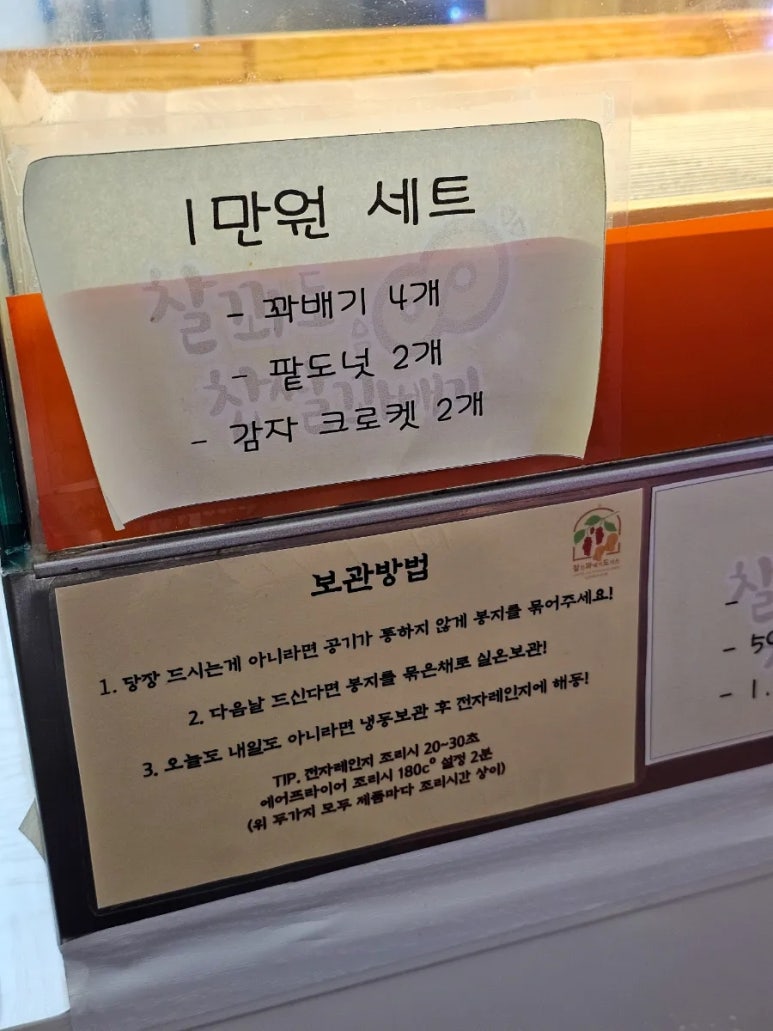 1만원 세트
- 꽈배기 4개
- 팥도넛 2개
- 감자 크로켓 2개
보관방법
1. 당장 드시는게 아니라면 공기가 통하지 않게 봉지를 묶어주세요!
2. 다음날 드신다면 봉지를 묶은채로 실온보관!
3. 오늘도 내일도 아니라면 냉동보관 후 전자레인지에 해동!
TIP. 전자레인지 조리시 20~30초
에어프라이어 조리시 180c° 설정 2분
(위 두가지 모두 제품마다 조리시간 상이)